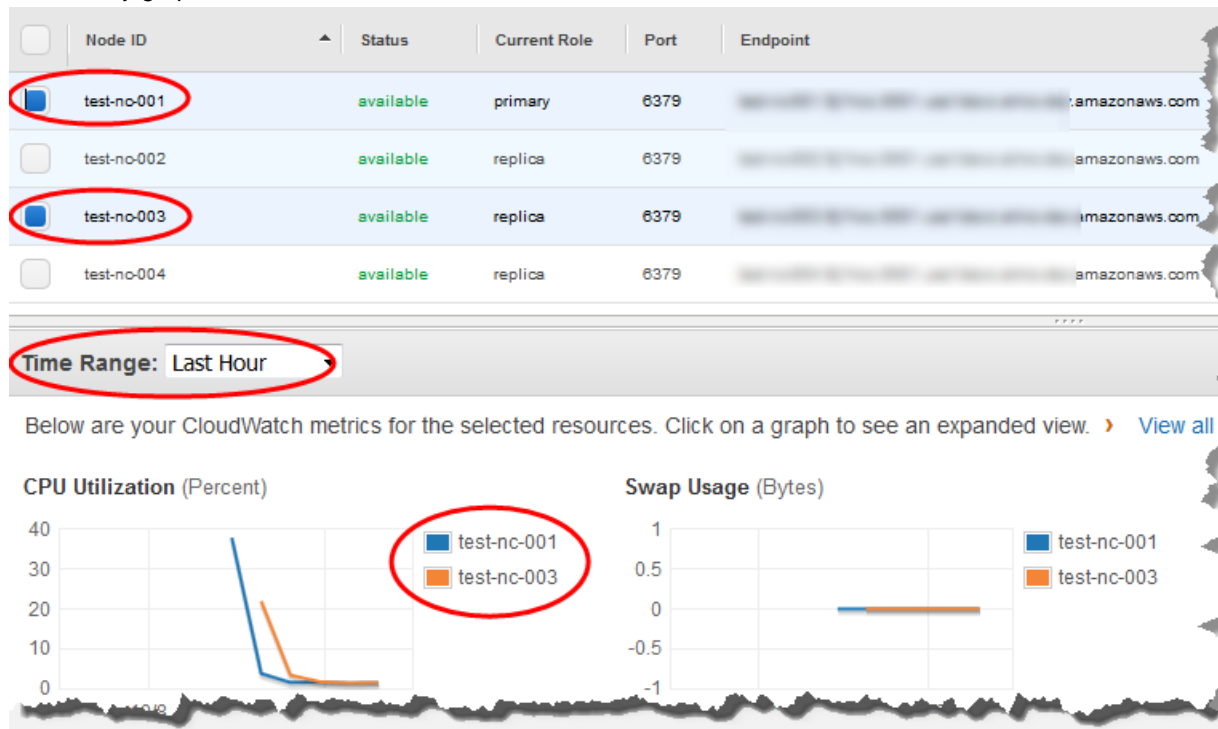 Node ID Status Current Role Port Endpoint
test-nc-001 available primary 6379 .amazonaws.com
test-nc-002 available replica 6379 amazonaws.com
test-nc-003 available replica 6379 amazonaws.com
test-nc-004 available replica 6379 amazonaws.com
Time Range: Last Hour
Below are your CloudWatch metrics for the selected resources. Click on a graph to see an expanded view. › View all
CPU Utilization (Percent) Swap Usage (Bytes)
40 test-nc-001 1 test-nc-001
30 test-nc-003 0.5 test-nc-003
20 0
10 -0.5
0 -1